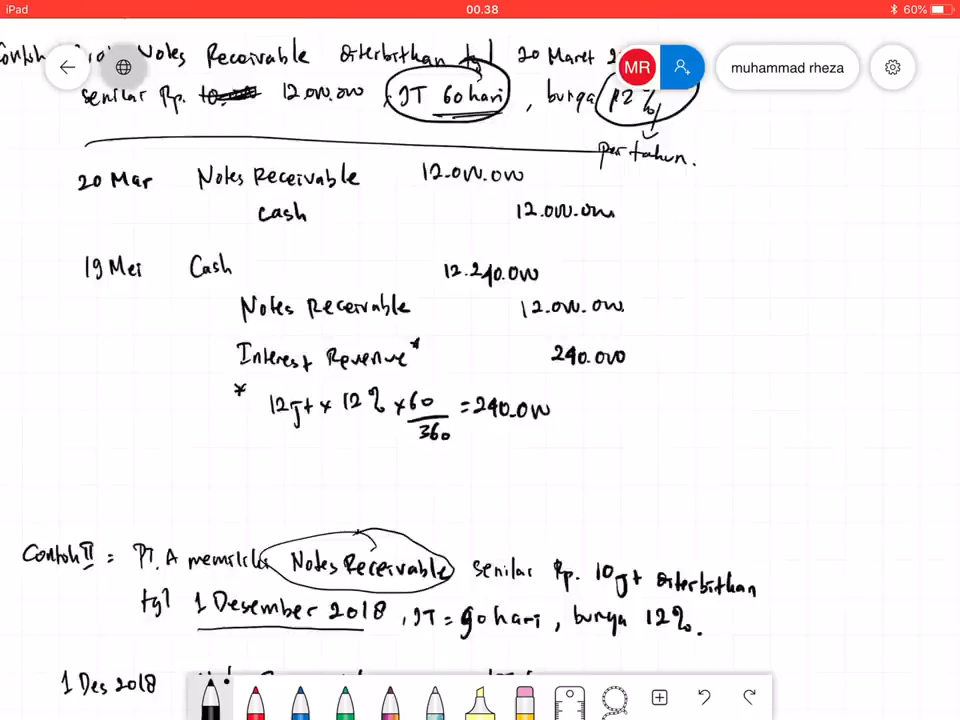 iPad 00.38 60%
Contoh Notes Receivable diterbitkan tgl 20 Maret 2
MR muhammad rheza
senilai Rp. 12.000.000, JT 60 hari, bunga 12%
per tahun.
20 Mar Notes Receivable 12.000.000
Cash 12.000.000
19 Mei Cash 12.240.000
Notes Receivable 12.000.000
Interest Revenue* 240.000
* 12jt x 12% x 60/360 = 240.000
Contoh II = PT. A memiliki Notes Receivable senilai Rp. 10jt diterbitkan
tgl 1 Desember 2018, JT = 90 hari, bunga 12%.
1 Des 2018